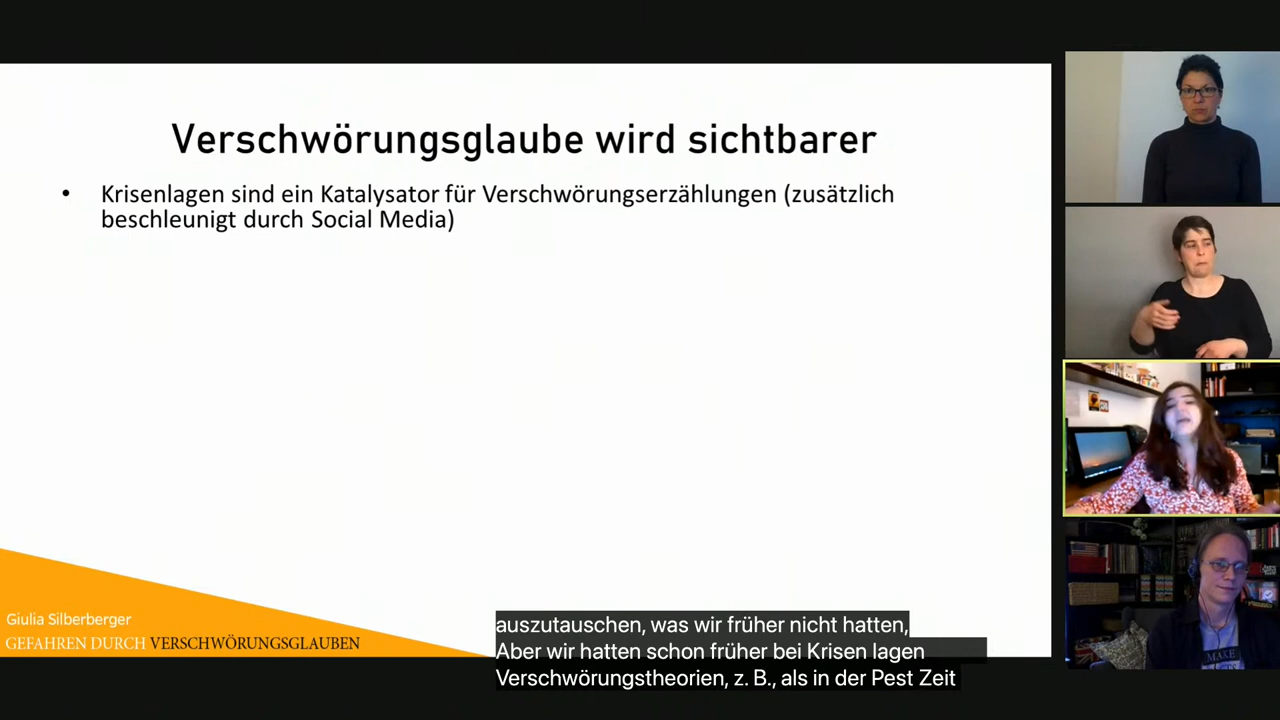 Verschwörungsglaube wird sichtbarer
• Krisenlagen sind ein Katalysator für Verschwörungserzählungen (zusätzlich
beschleunigt durch Social Media)
Giulia Silberberger
GEFAHREN DURCH VERSCHWÖRUNGSGLAUBEN
auszutauschen, was wir früher nicht hatten,
Aber wir hatten schon früher bei Krisen lagen
Verschwörungstheorien, z. B., als in der Pest Zeit
MAKE